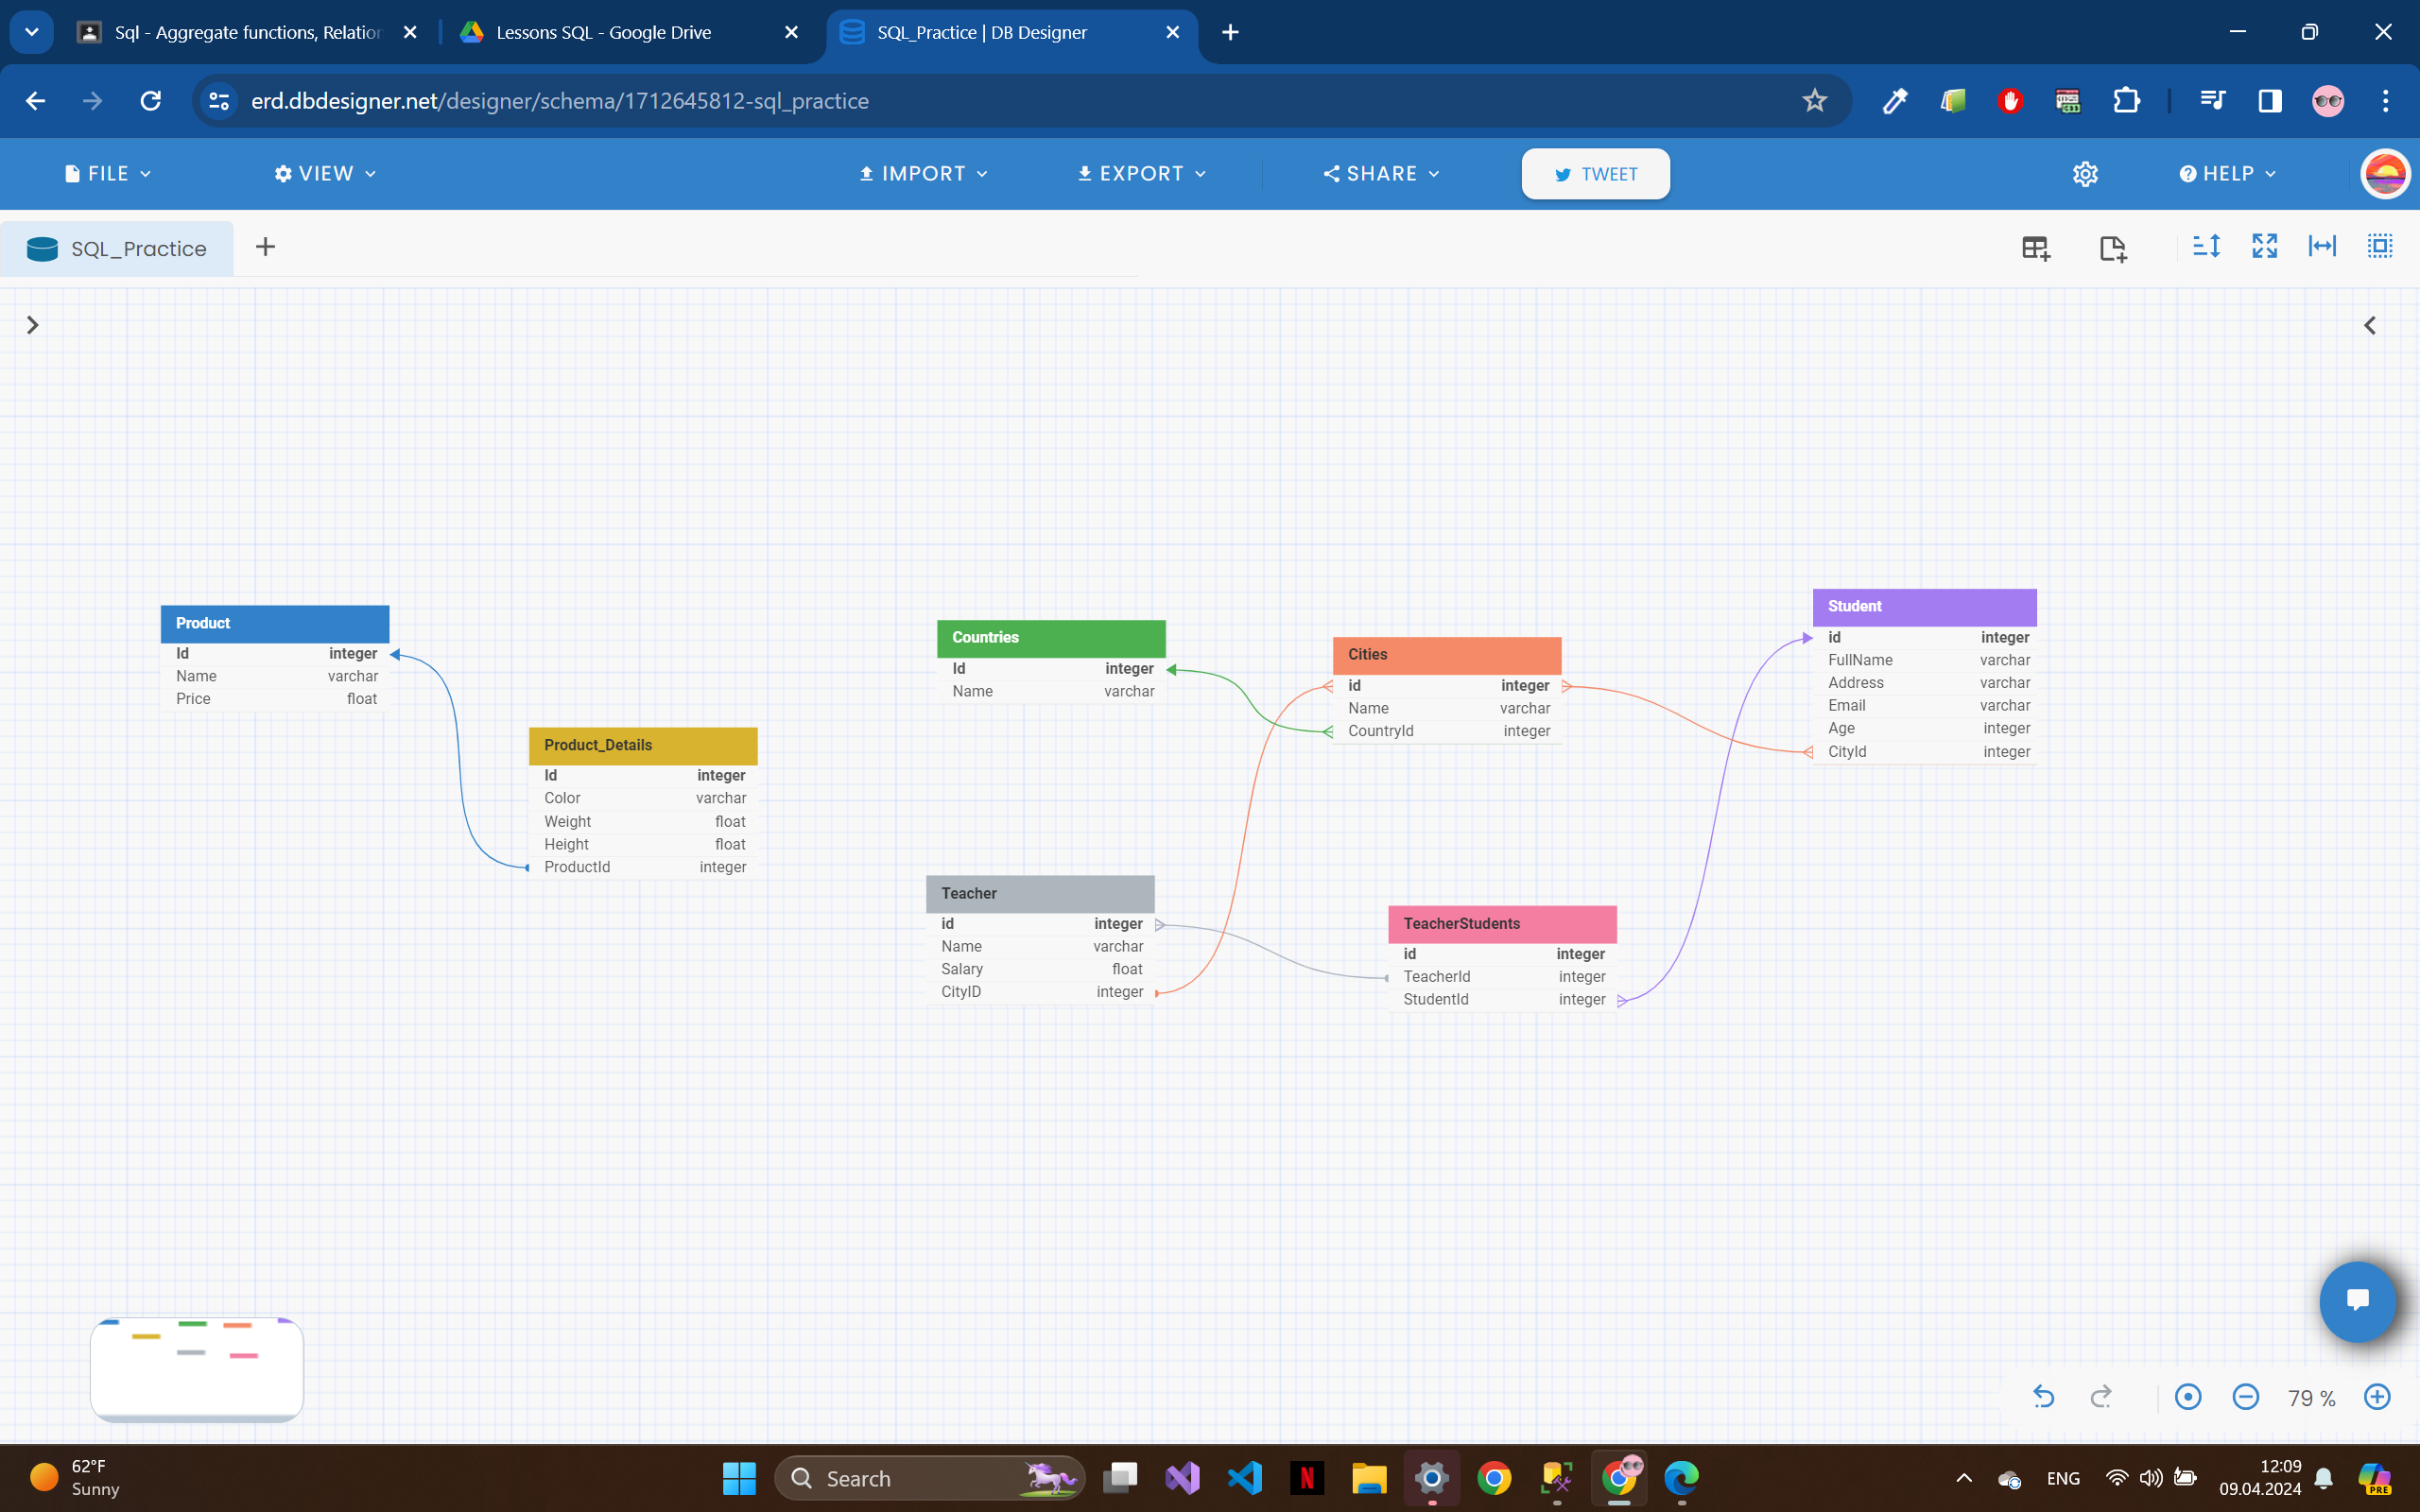 Sql - Aggregate functions, Relation
Lessons SQL - Google Drive
SQL_Practice | DB Designer
erd.dbdesigner.net/designer/schema/1712645812-sql_practice
FILE
VIEW
IMPORT
EXPORT
SHARE
TWEET
HELP
SQL_Practice
Product
Id integer
Name varchar
Price float
Product_Details
Id integer
Color varchar
Weight float
Height float
ProductId integer
Countries
Id integer
Name varchar
Cities
id integer
Name varchar
CountryId integer
Student
id integer
FullName varchar
Address varchar
Email varchar
Age integer
CityId integer
Teacher
id integer
Name varchar
Salary float
CityID integer
TeacherStudents
id integer
TeacherId integer
StudentId integer
79 %
62°F
Sunny
Search
N
ENG
12:09
09.04.2024
PRE